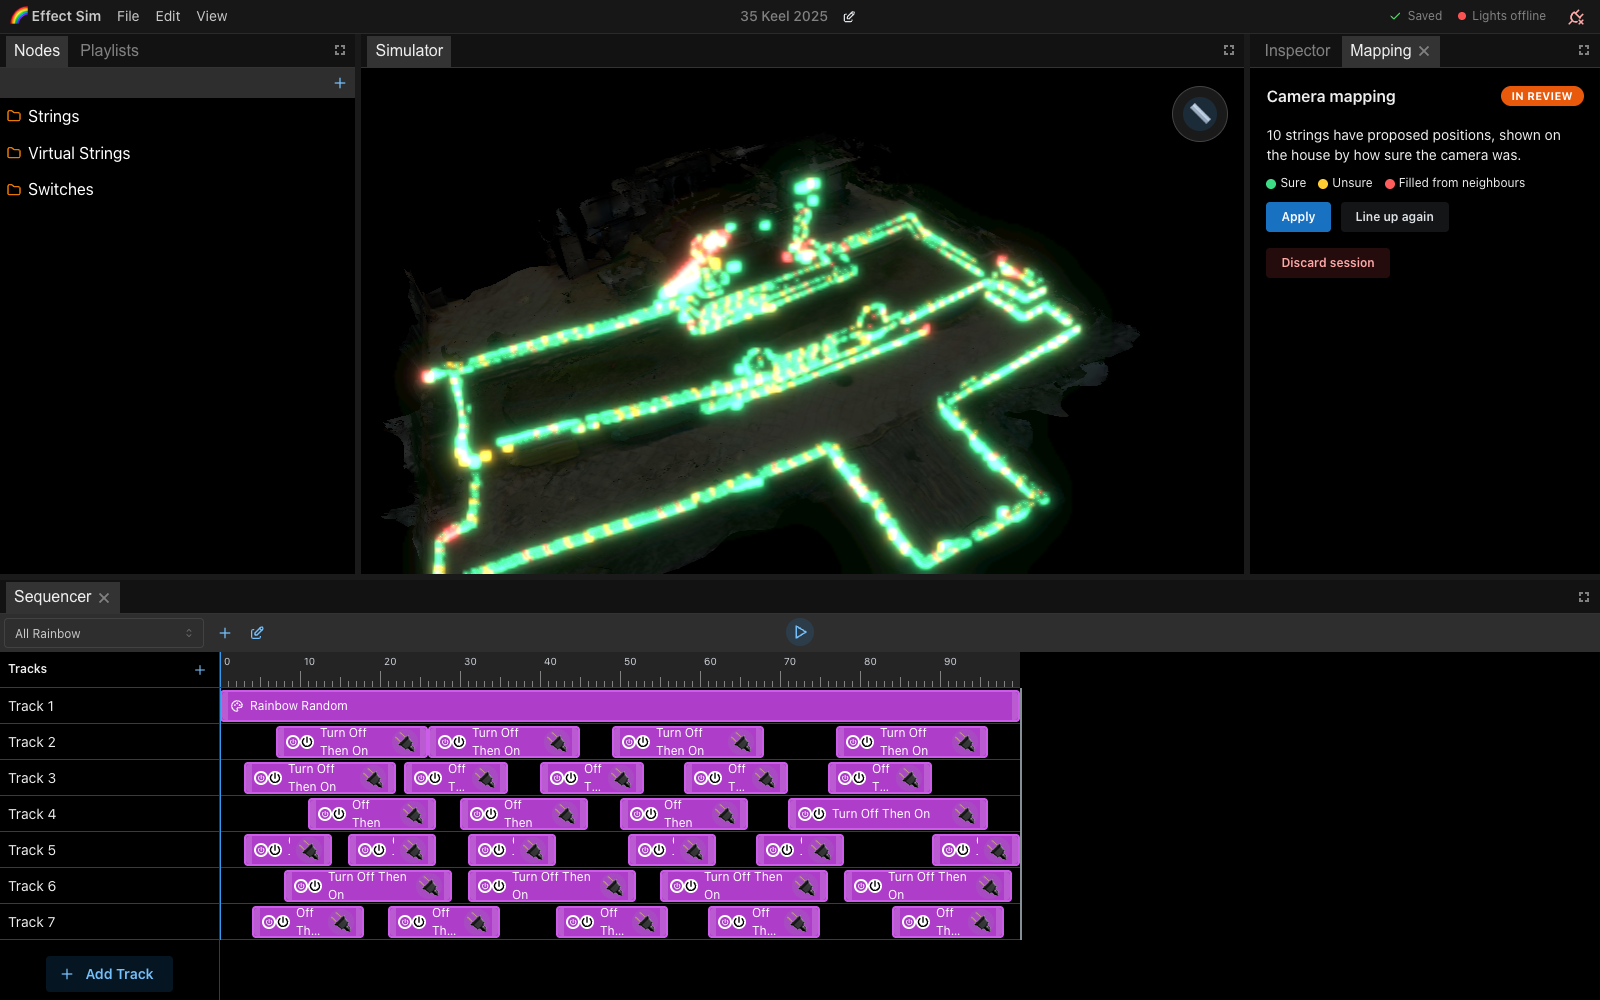 Effect Sim File Edit View
35 Keel 2025
Saved Lights offline
Nodes Playlists
Simulator
Inspector Mapping
Strings
Virtual Strings
Switches
Camera mapping IN REVIEW
10 strings have proposed positions, shown on
the house by how sure the camera was.
Sure Unsure Filled from neighbours
Apply Line up again
Discard session
Sequencer
All Rainbow
Tracks
0 10 20 30 40 50 60 70 80 90
Track 1
Rainbow Random
Track 2
Turn Off
Then On
Turn Off
Then On
Turn Off
Then On
Turn Off
Then On
Track 3
Turn Off
Then On
Off
T...
Off
T...
Off
T...
Off
T...
Track 4
Off
Then
Off
Then
Off
Then
Turn Off Then On
Track 5
Track 6
Turn Off Then
On
Turn Off Then
On
Turn Off Then
On
Turn Off Then
On
Track 7
Off
Th...
Off
Th...
Off
Th...
Off
Th...
Off
Th...
Add Track